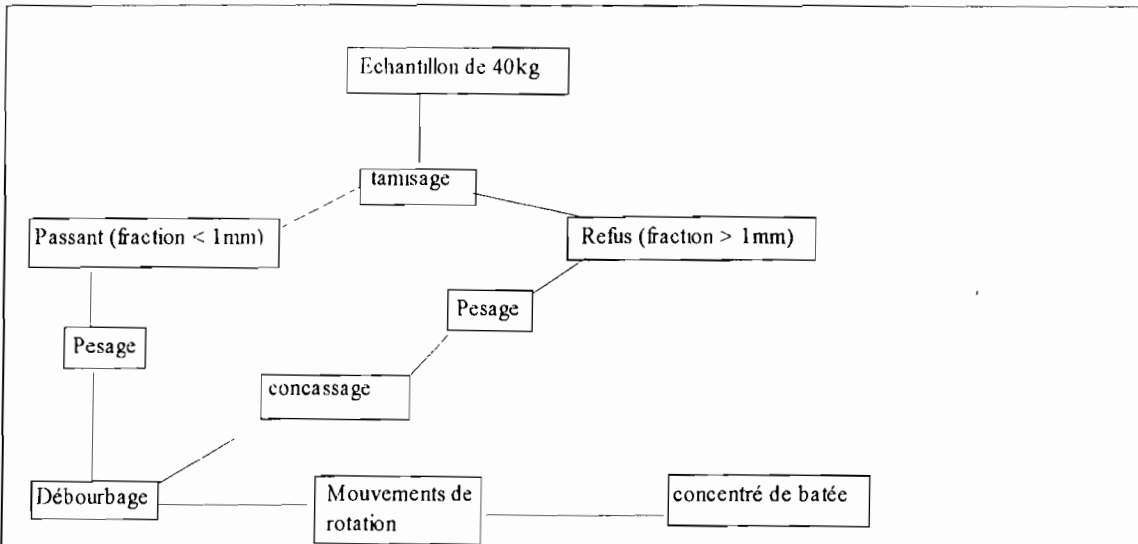 Echantillon de 40kg
tamisage
Passant (fraction < 1mm)
Refus (fraction > 1mm)
Pesage
Pesage
concassage
Débourbage
Mouvements de
rotation
concentré de batée